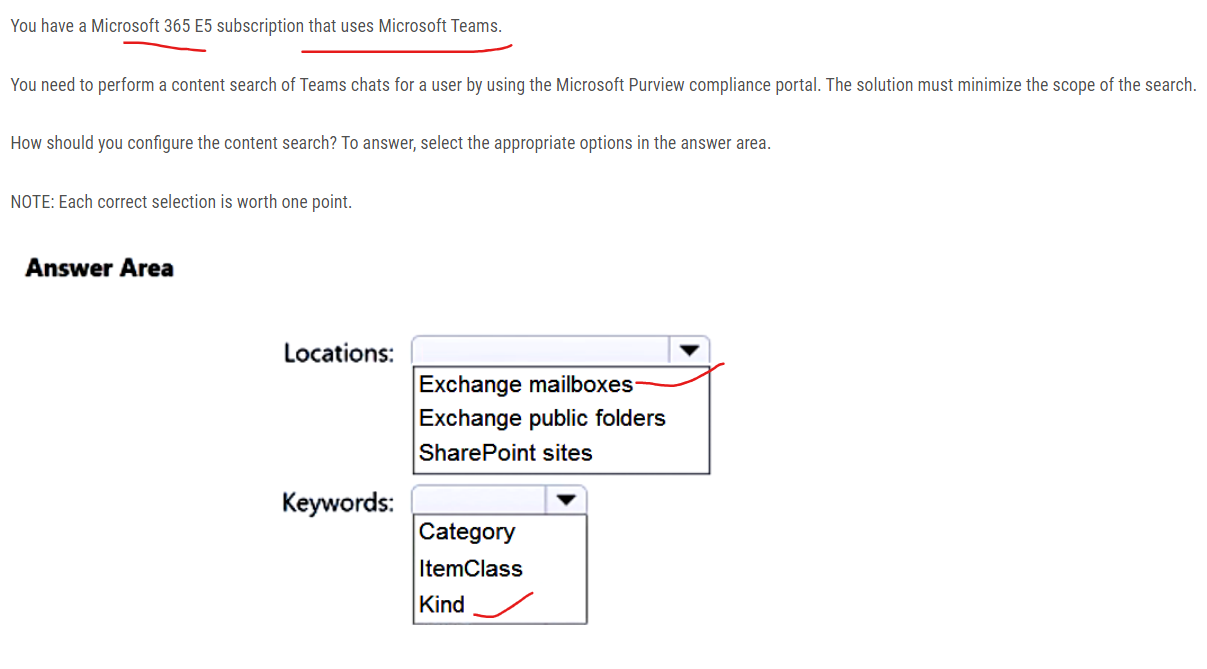 You have a Microsoft 365 E5 subscription that uses Microsoft Teams.
You need to perform a content search of Teams chats for a user by using the Microsoft Purview compliance portal. The solution must minimize the scope of the search.
How should you configure the content search? To answer, select the appropriate options in the answer area.
NOTE: Each correct selection is worth one point.
Answer Area
Locations:
Exchange mailboxes
Exchange public folders
SharePoint sites
Keywords:
Category
ItemClass
Kind